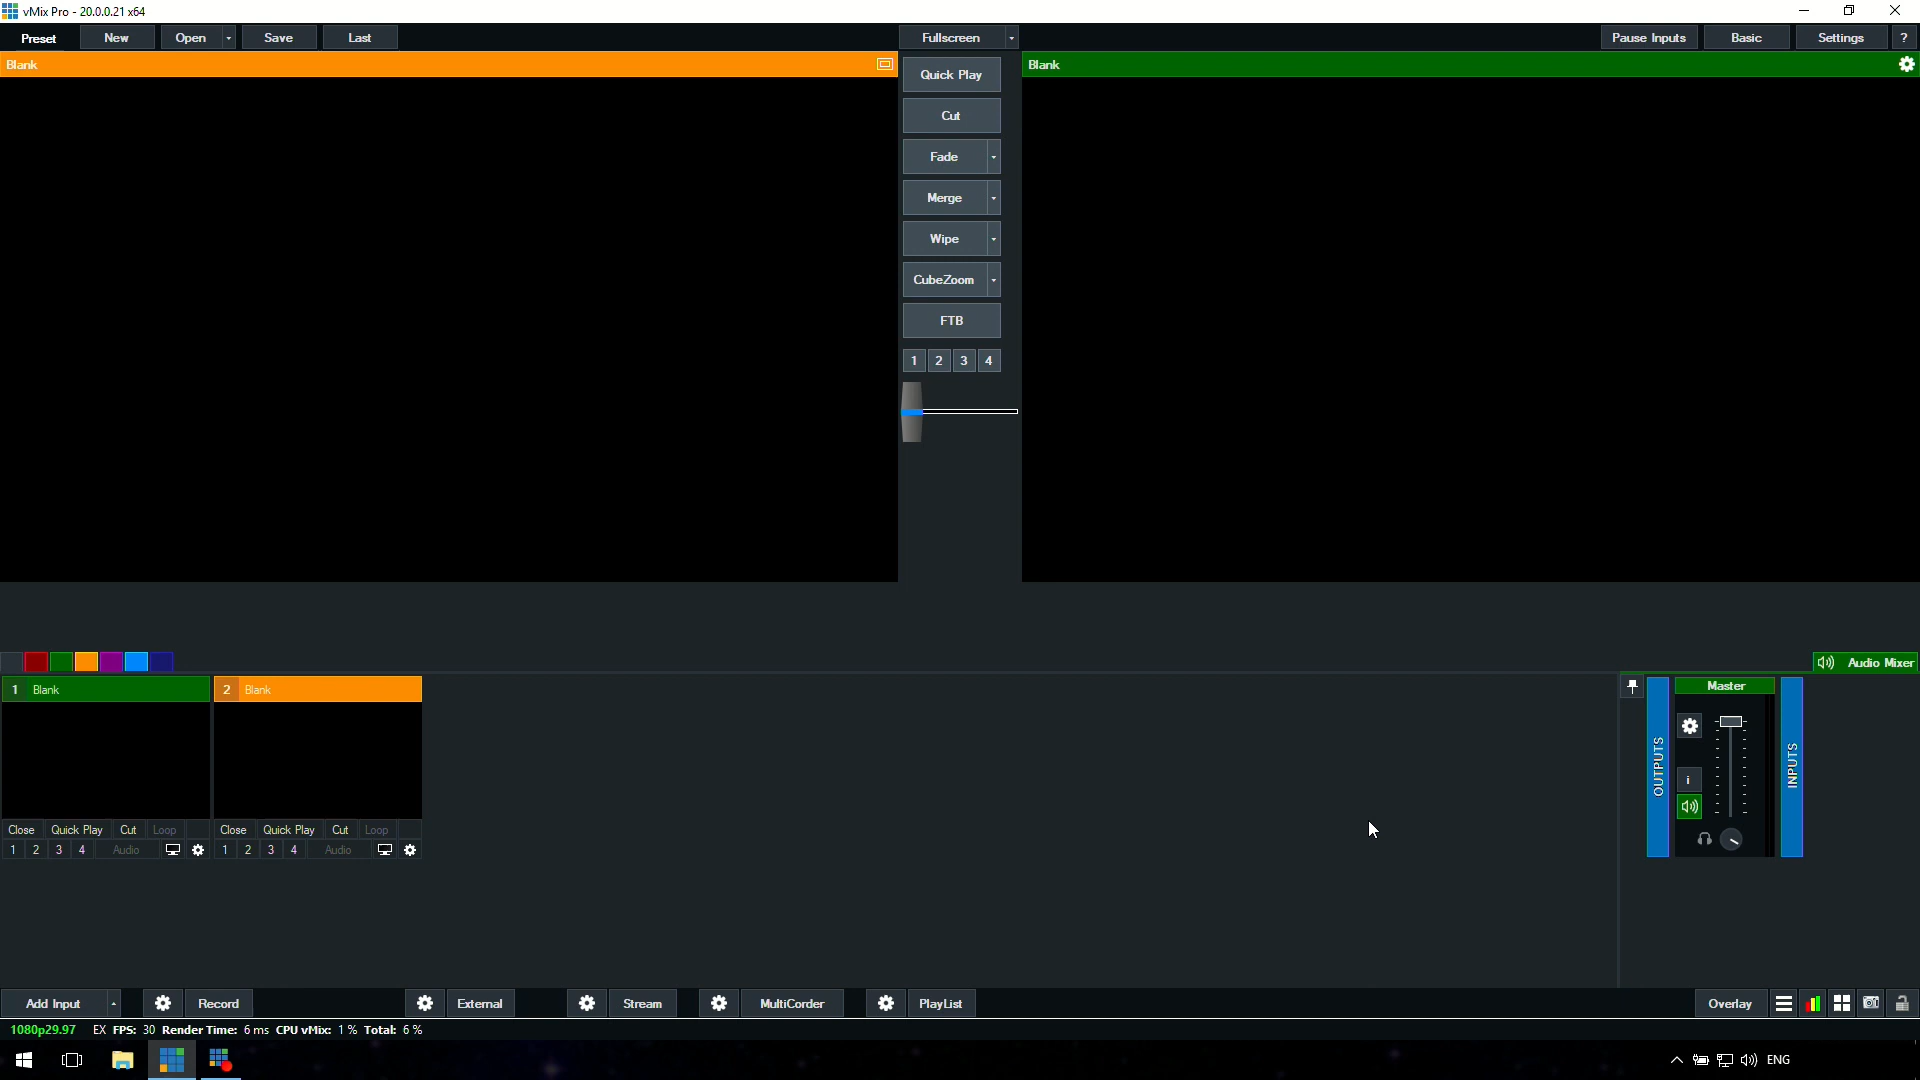 vMix Pro - 20.0.0.21 x64
Preset New Open Save Last Fullscreen Pause Inputs Basic Settings ?
Blank
Blank
Quick Play
Cut
Fade
Merge
Wipe
CubeZoom
FTB
1 2 3 4
Audio Mixer
1 Blank
2 Blank
Close Quick Play Cut Loop
1 2 3 4 Audio
Close Quick Play Cut Loop
1 2 3 4 Audio
OUTPUTS
Master
i
INPUTS
Add Input Record External Stream MultiCorder PlayList Overlay
1080p29.97 EX FPS: 30 Render Time: 6 ms CPU vMix: 1 % Total: 6 %
ENG